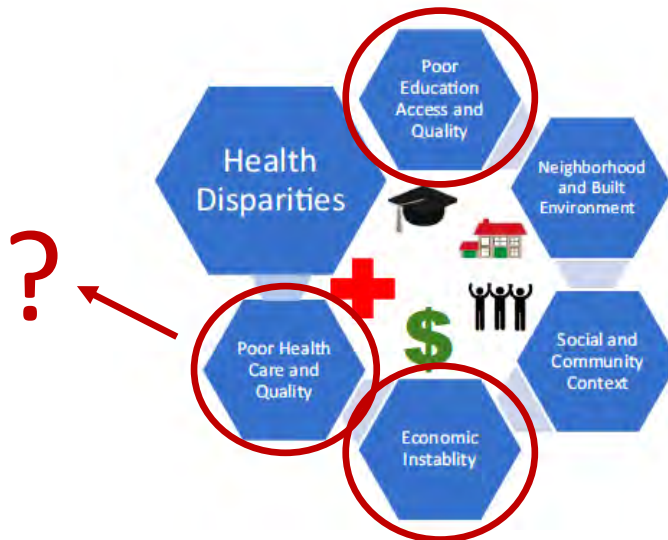 Poor
Education
Access and
Quality
Health
Disparities
Neighborhood
and Built
Environment
?
$
Poor Health
Care and
Quality
Social and
Community
Context
Economic
Instablity